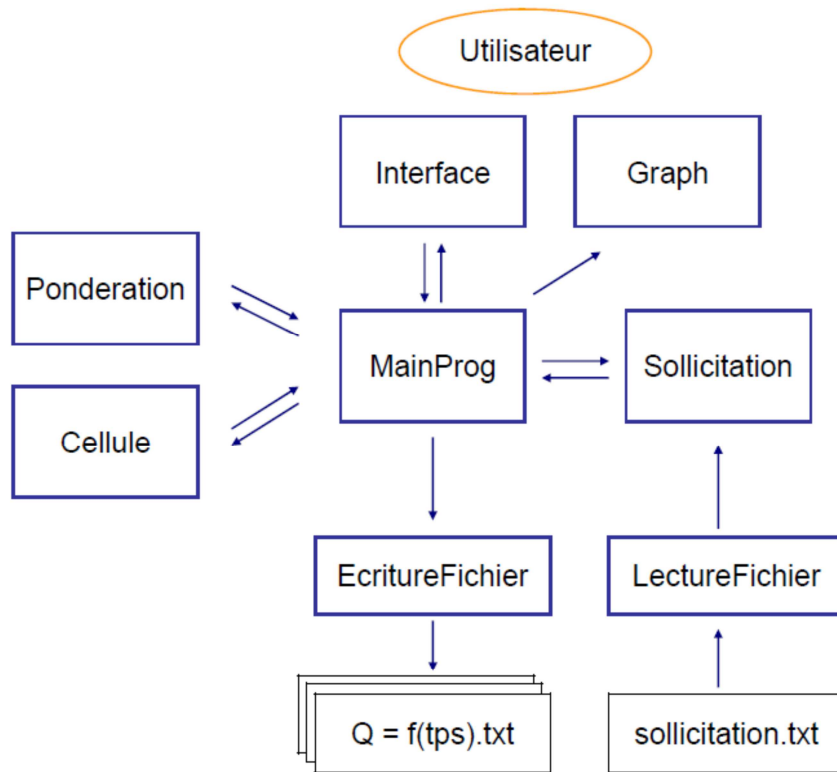 Utilisateur
Interface
Graph
Ponderation
MainProg
Sollicitation
Cellule
EcritureFichier
LectureFichier
Q = f(tps).txt
sollicitation.txt